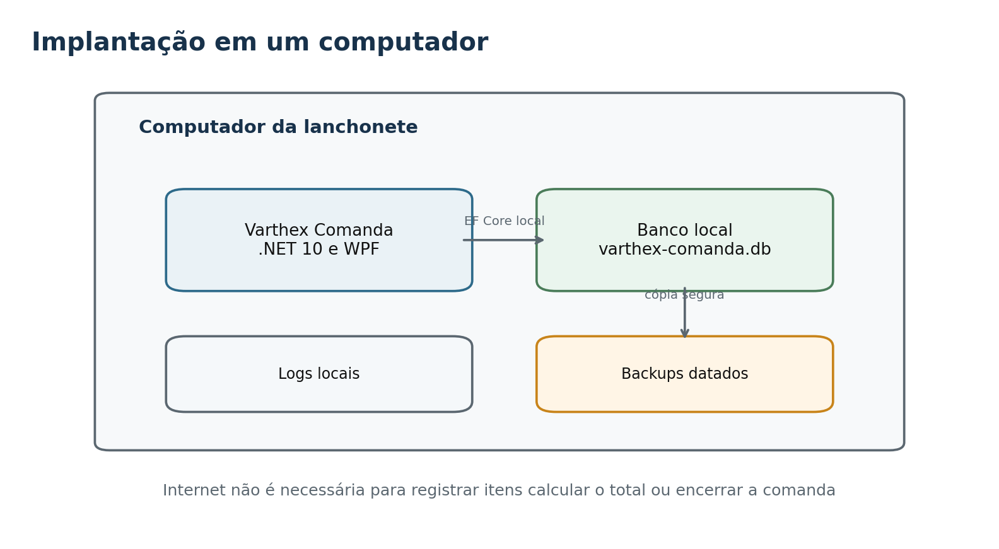 Implantação em um computador
Computador da lanchonete
Varthex Comanda
.NET 10 e WPF
EF Core local
Banco local
varthex-comanda.db
cópia segura
Logs locais
Backups datados
Internet não é necessária para registrar itens calcular o total ou encerrar a comanda